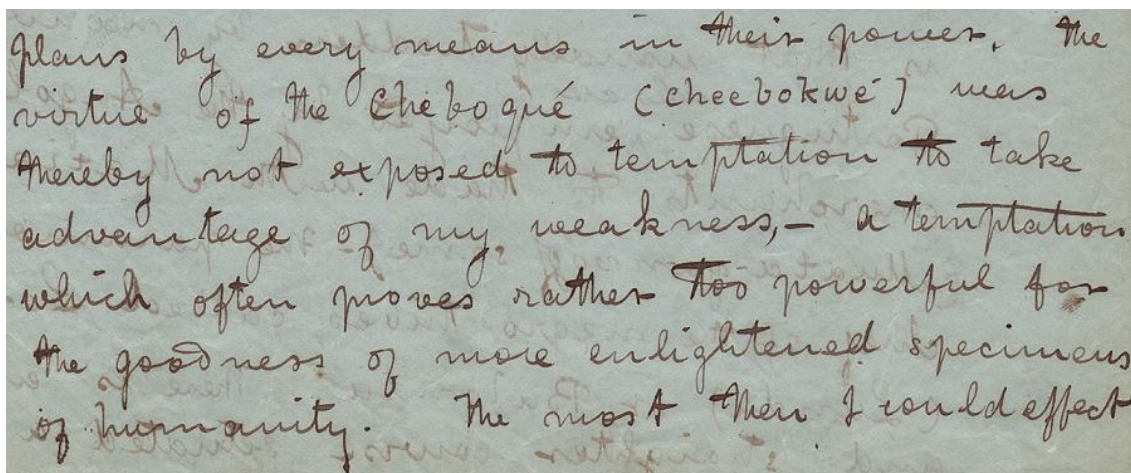 plans by every means in their power. The
virtue of the Cheboqué (cheebokwé) was
thereby not exposed to temptation to take
advantage of my weakness,- a temptation
which often proves rather too powerful for
the goodness of more enlightened specimens
of humanity. The most then I could effect